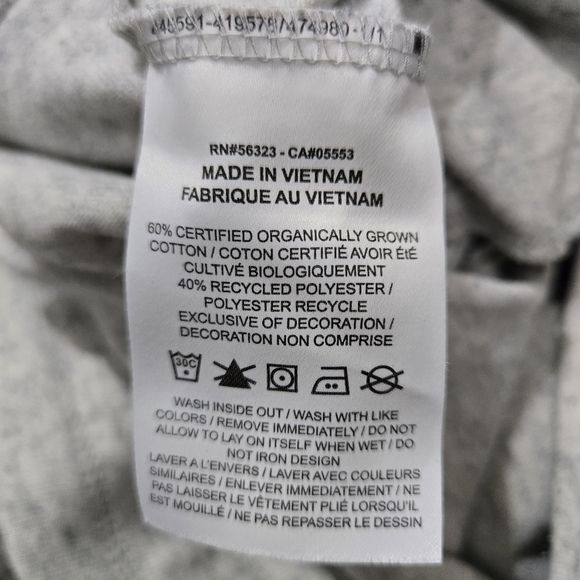 RN#56323 - CA#05553
MADE IN VIETNAM
FABRIQUE AU VIETNAM
60% CERTIFIED ORGANICALLY GROWN
COTTON / COTON CERTIFIÉ AVOIR ÉtÉ
CULTIVÉ BIOLOGIQUEMENT
40% RECYCLED POLYESTER /
POLYESTER RECYCLE
EXCLUSIVE OF DECORATION /
DECORATION NON COMPRISE
30C
WASH INSIDE OUT / WASH WITH LIKE
COLORS / REMOVE IMMEDIATELY / DO NOT
ALLOW TO LAY ON ITSELF WHEN WET / DO
NOT IRON DESIGN
LAVER A L'ENVERS / LAVER AVEC COULEURS
SIMILAIRES / ENLEVER IMMEDIATEMENT / NE
PAS LAISSER LE VÊTEMENT PLIÉ LORSQU'IL
EST MOUILLÉ / NE PAS REPASSER LE DESSIN